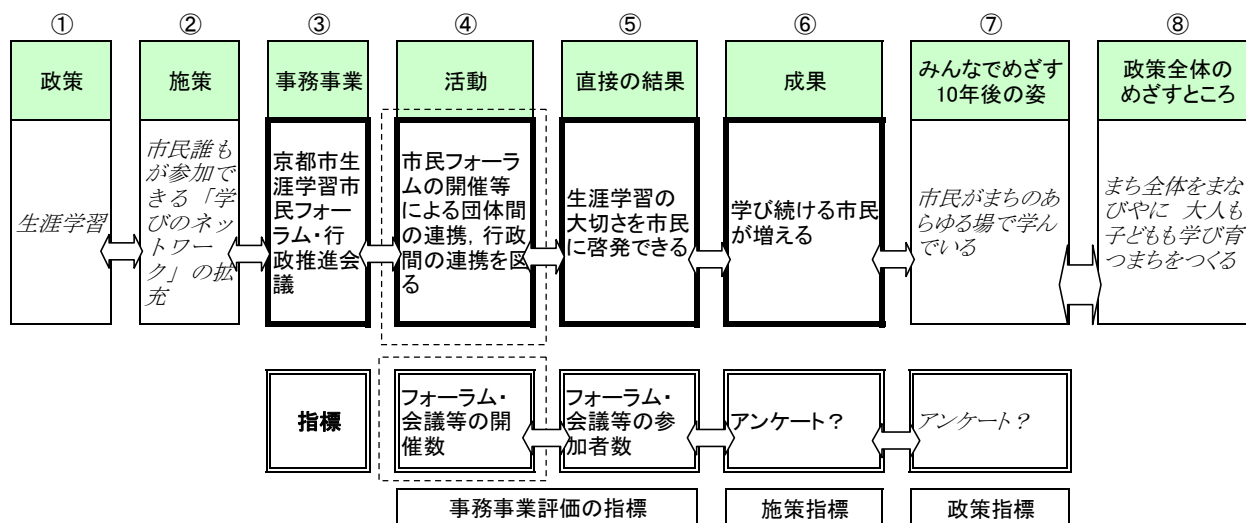 ① ② ③ ④ ⑤ ⑥ ⑦ ⑧
政策
施策
事務事業
活動
直接の結果
成果
みんなでめざす
10年後の姿
政策全体の
めざすところ
生涯学習
市民誰も
が参加で
きる「学
びのネッ
トワー
ク」の拡
充
京都市生
涯学習市
民フォー
ラム・行
政推進会
議
市民フォーラ
ムの開催等
による団体間
の連携，行政
間の連携を図
る
生涯学習の
大切さを市民
に啓発できる
学び続ける市民
が増える
市民がまちのあ
らゆる場で学ん
でいる
まち全体をまな
びやに 大人も
子どもも学び育
つまちをつくる
指標
フォーラム・
会議等の開
催数
フォーラム・
会議等の参
加者数
アンケート？
アンケート？
事務事業評価の指標
施策指標
政策指標